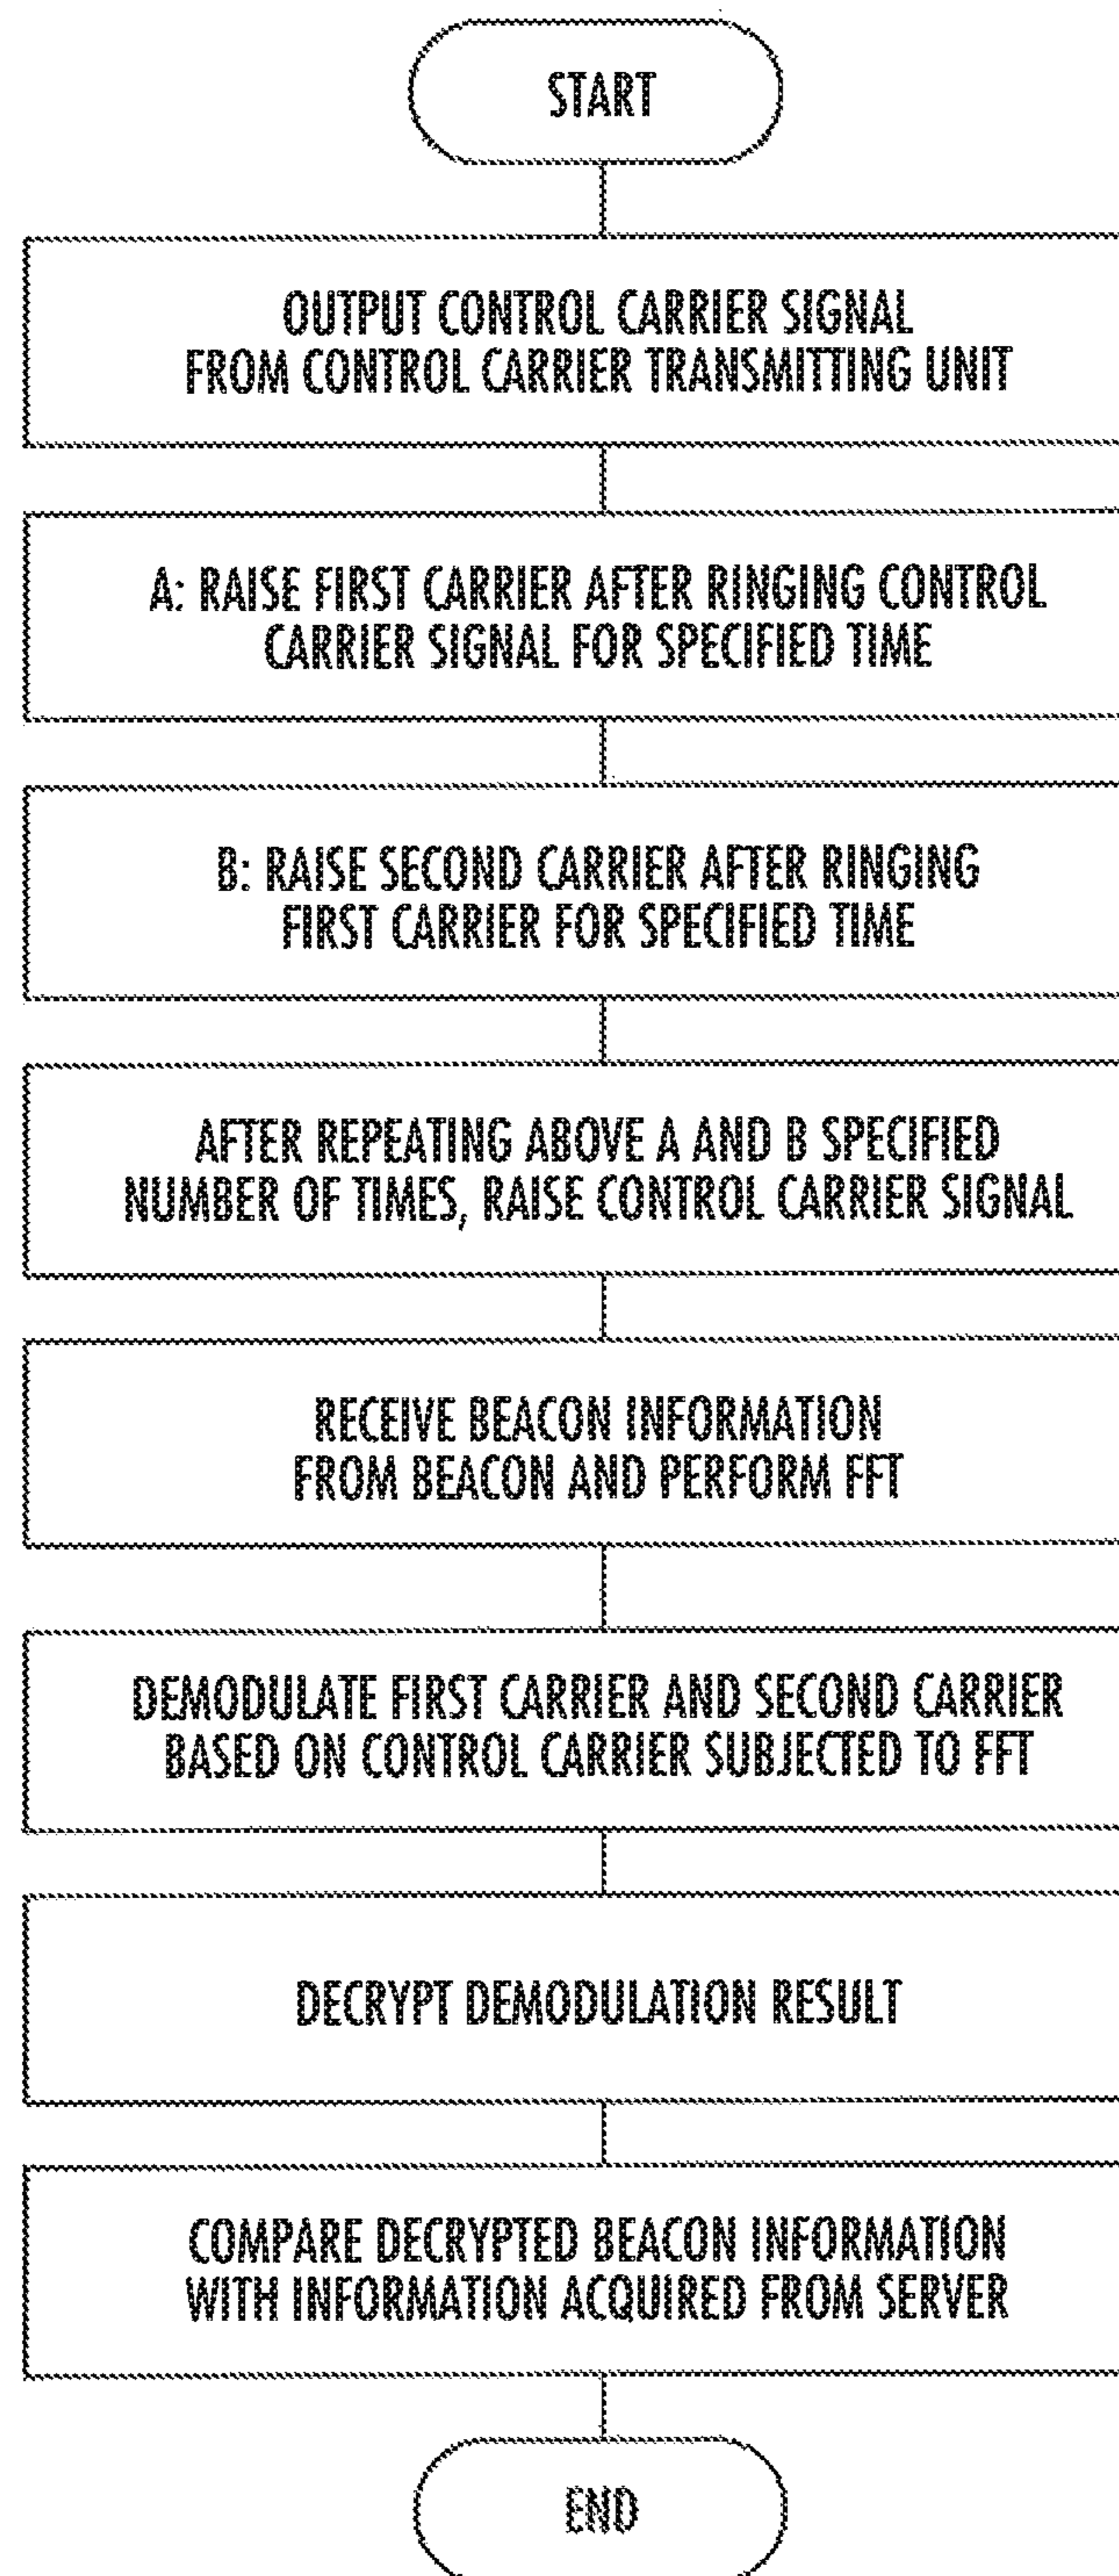 START
OUTPUT CONTROL CARRIER SIGNAL
FROM CONTROL CARRIER TRANSMITTING UNIT
A: RAISE FIRST CARRIER AFTER RINGING CONTROL
CARRIER SIGNAL FOR SPECIFIED TIME
B: RAISE SECOND CARRIER AFTER RINGING
FIRST CARRIER FOR SPECIFIED TIME
AFTER REPEATING ABOVE A AND B SPECIFIED
NUMBER OF TIMES, RAISE CONTROL CARRIER SIGNAL
RECEIVE BEACON INFORMATION
FROM BEACON AND PERFORM FFT
DEMODULATE FIRST CARRIER AND SECOND CARRIER
BASED ON CONTROL CARRIER SUBJECTED TO FFT
DECRYPT DEMODULATION RESULT
COMPARE DECRYPTED BEACON INFORMATION
WITH INFORMATION ACQUIRED FROM SERVER
END